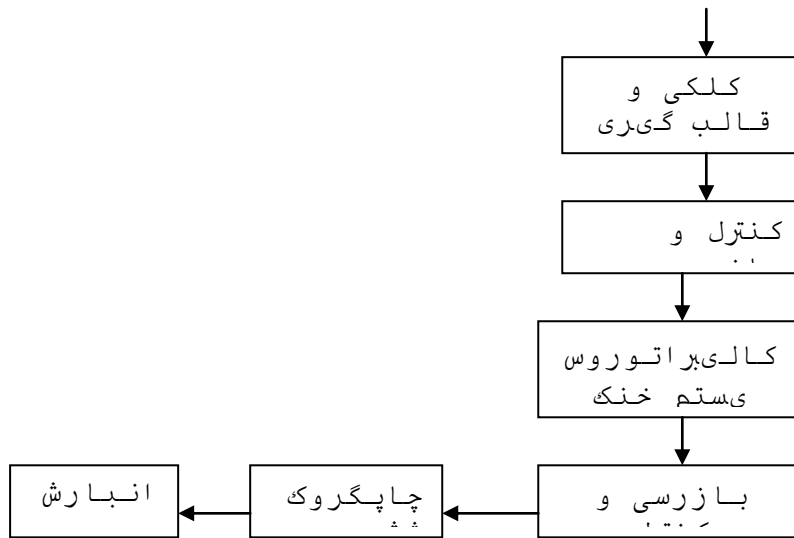 کلکی و
قالب گیری
کنترل و
کالیبراتوروس
یستم خنک
بازرسی و
چاپگروک
انبارش